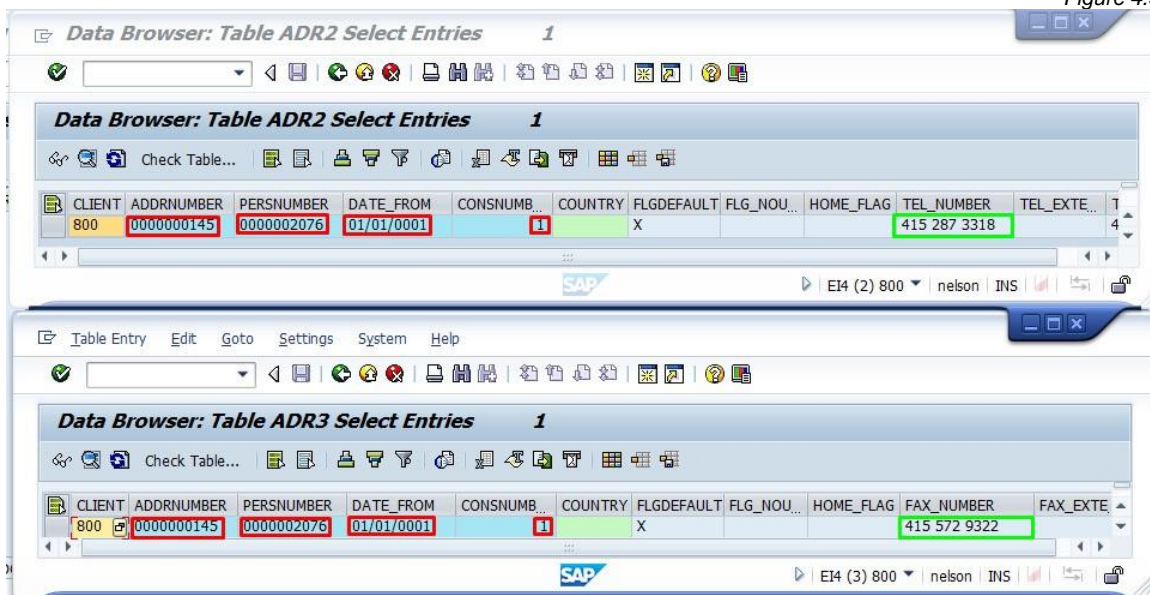 Figure 4.
Data Browser: Table ADR2 Select Entries 1
Data Browser: Table ADR2 Select Entries 1
Check Table...
CLIENT ADDRNUMBER PERSNUMBER DATE_FROM CONSNUMB... COUNTRY FLGDEFAULT FLG_NOU... HOME_FLAG TEL_NUMBER TEL_EXTE... T
800 0000000145 0000002076 01/01/0001 1 X 415 287 3318 4
SAP EI4 (2) 800 nelson INS
Table Entry Edit Goto Settings System Help
Data Browser: Table ADR3 Select Entries 1
Check Table...
CLIENT ADDRNUMBER PERSNUMBER DATE_FROM CONSNUMB... COUNTRY FLGDEFAULT FLG_NOU... HOME_FLAG FAX_NUMBER FAX_EXTE
800 0000000145 0000002076 01/01/0001 1 X 415 572 9322
SAP EI4 (3) 800 nelson INS